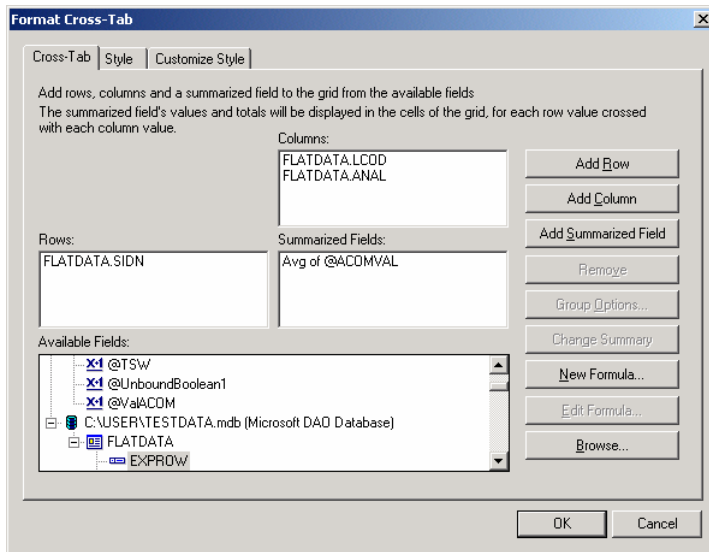 Format Cross-Tab
Cross-Tab
Style
Customize Style
Add rows, columns and a summarized field to the grid from the available fields
The summarized field's values and totals will be displayed in the cells of the grid, for each row value crossed
with each column value.
Columns:
FLATDATA.LCOD
FLATDATA.ANAL
Add Row
Add Column
Add Summarized Field
Rows:
FLATDATA.SIDN
Summarized Fields:
Avg of @ACOMVAL
Remove
Group Options...
Change Summary
New Formula...
Edit Formula...
Browse...
Available Fields:
X+1 @TSW
X+1 @UnboundBoolean1
X+1 @ValACOM
C:\USER\TESTDATA.mdb (Microsoft DAO Database)
FLATDATA
EXPROW
OK
Cancel